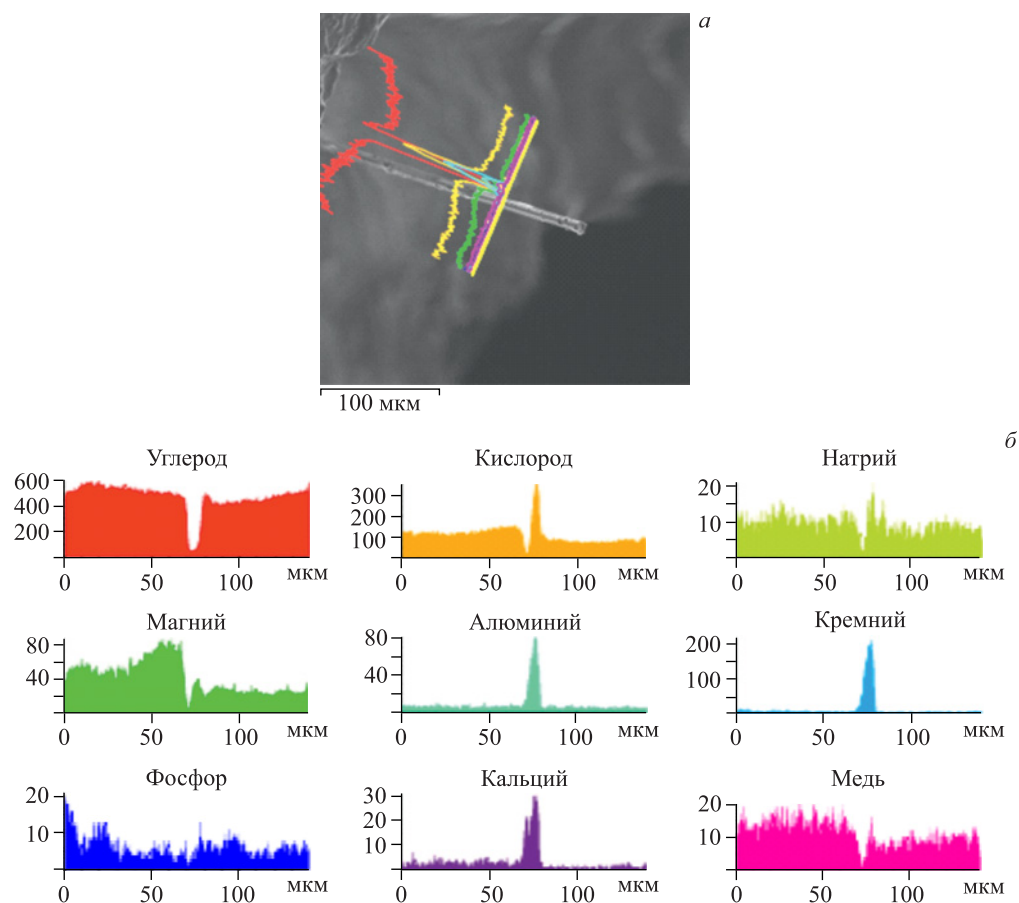 а
100 мкм
б
Углерод
600
400
200
0
50
100
мкм
Кислород
300
200
100
0
50
100
мкм
Натрий
20
10
0
50
100
мкм
Магний
80
40
0
50
100
мкм
Алюминий
80
40
0
50
100
мкм
Кремний
200
100
0
50
100
мкм
Фосфор
20
10
0
50
100
мкм
Кальций
30
20
10
0
50
100
мкм
Медь
20
10
0
50
100
мкм